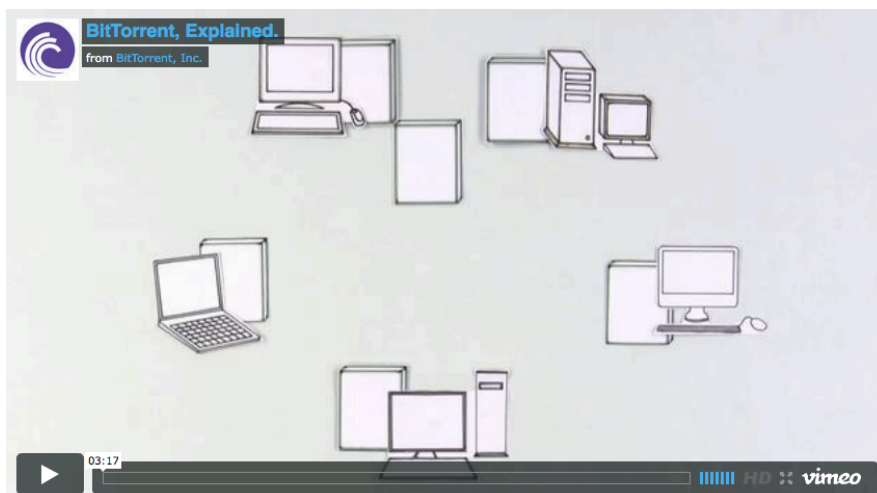 BitTorrent, Explained.
from BitTorrent, Inc.
03:17
HD vimeo